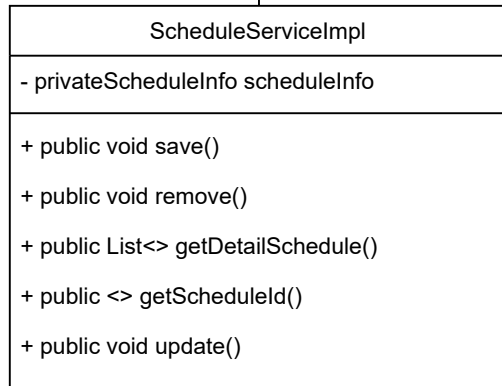 ScheduleServiceImpl
- privateScheduleInfo scheduleInfo
+ public void save()
+ public void remove()
+ public List<> getDetailSchedule()
+ public <> getScheduleId()
+ public void update()